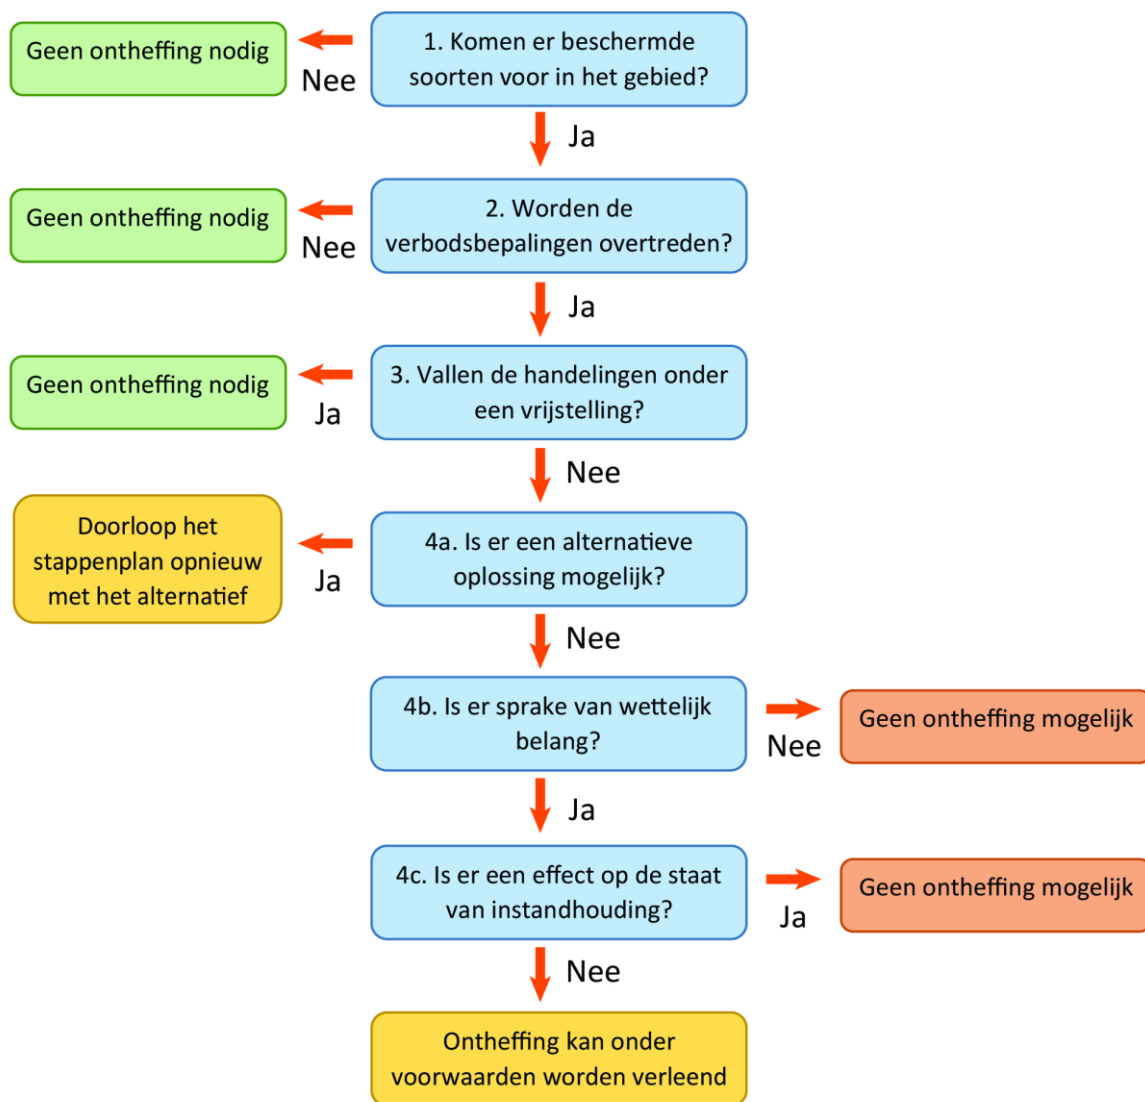 Geen ontheffing nodig
Nee
1. Komen er beschermde
soorten voor in het gebied?
Ja
Geen ontheffing nodig
Nee
2. Worden de
verbodsbepalingen overtreden?
Ja
Geen ontheffing nodig
Ja
3. Vallen de handelingen onder
een vrijstelling?
Nee
Doorloop het
stappenplan opnieuw
met het alternatief
Ja
4a. Is er een alternatieve
oplossing mogelijk?
Nee
4b. Is er sprake van wettelijk
belang?
Nee
Geen ontheffing mogelijk
Ja
4c. Is er een effect op de staat
van instandhouding?
Ja
Geen ontheffing mogelijk
Nee
Ontheffing kan onder
voorwaarden worden verleend